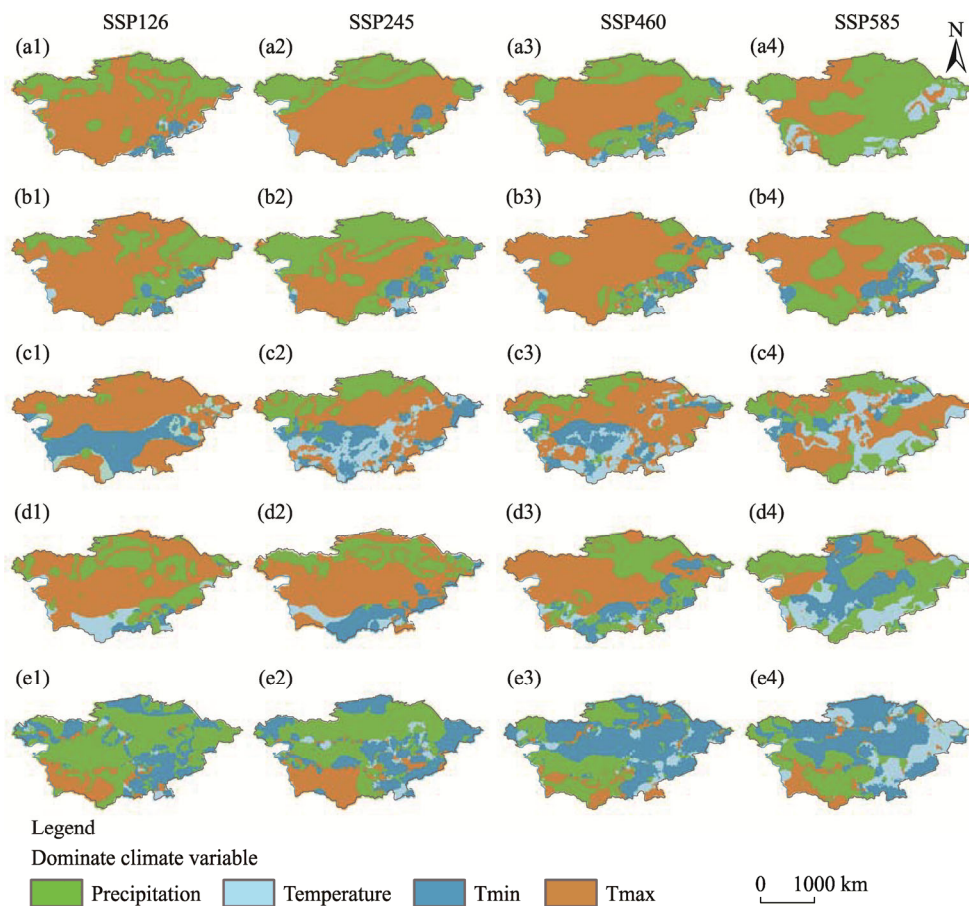 SSP126 SSP245 SSP460 SSP585
N
(a1) (a2) (a3) (a4)
(b1) (b2) (b3) (b4)
(c1) (c2) (c3) (c4)
(d1) (d2) (d3) (d4)
(e1) (e2) (e3) (e4)
Legend
Dominate climate variable
Precipitation Temperature Tmin Tmax
0 1000 km